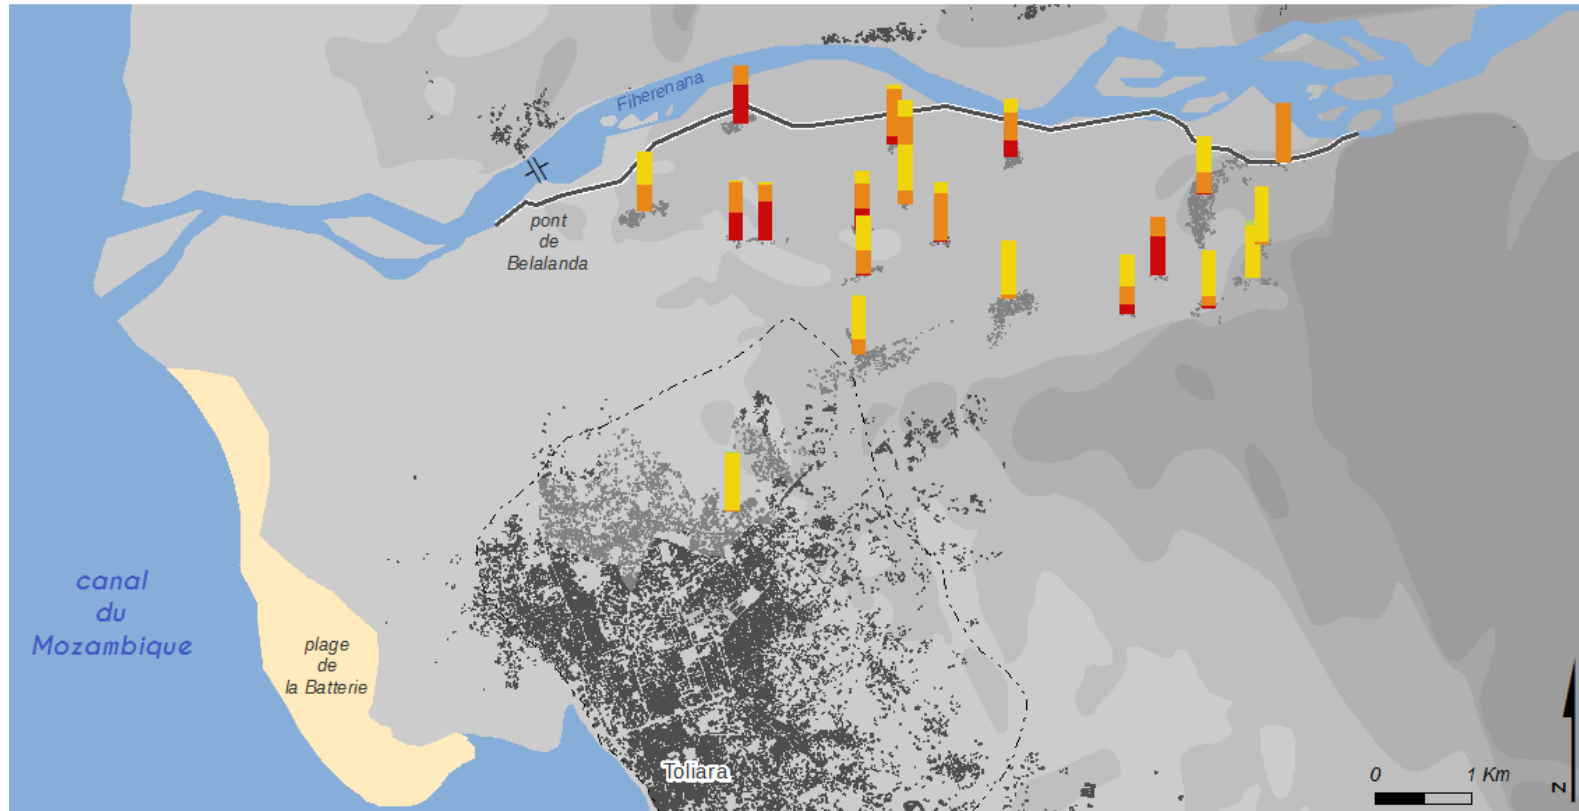 Fiherenana
pont
de
Belalanda
canal
du
Mozambique
plage
de
la Batterie
Toliara
0 1 Km
N